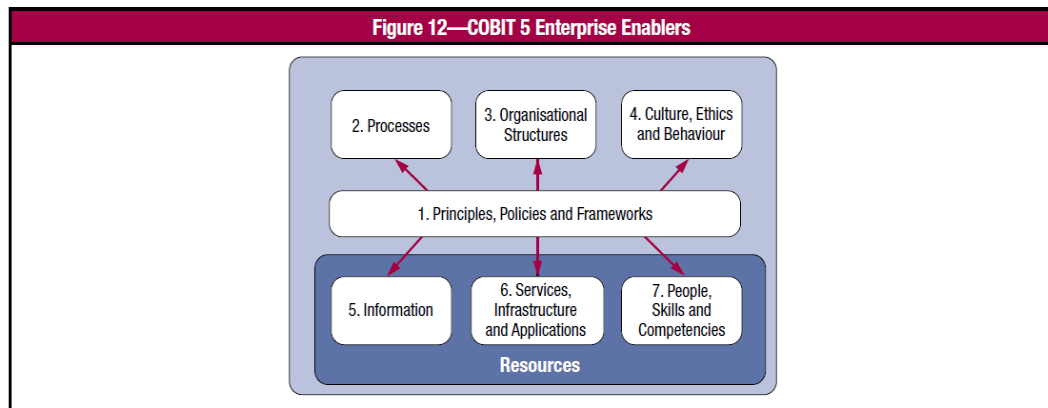 Figure 12—COBIT 5 Enterprise Enablers
2. Processes
3. Organisational
Structures
4. Culture, Ethics
and Behaviour
1. Principles, Policies and Frameworks
5. Information
6. Services,
Infrastructure
and Applications
7. People,
Skills and
Competencies
Resources